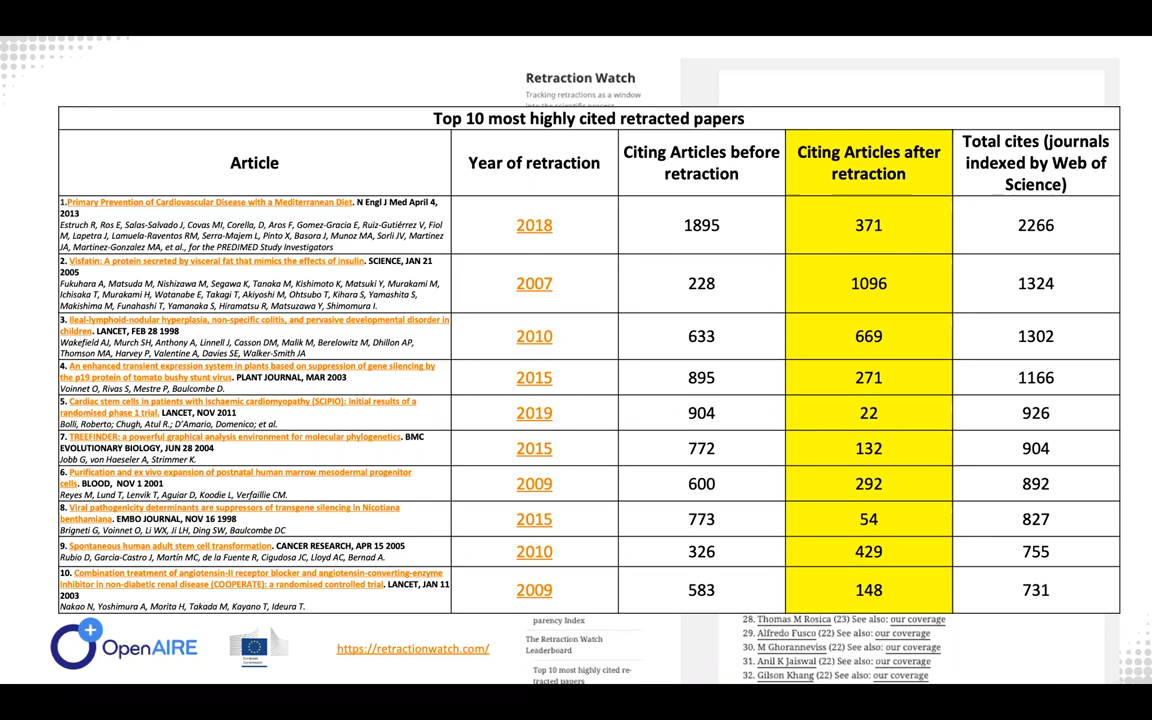 Retraction Watch
Tracking retractions as a window
into the scientific process
Top 10 most highly cited retracted papers
Article
Year of retraction
Citing Articles before
retraction
Citing Articles after
retraction
Total cites (journals
indexed by Web of
Science)
1.Primary Prevention of Cardiovascular Disease with a Mediterranean Diet. N Engl J Med April 4,
2013
Estruch R, Ros E, Salas-Salvado J, Covas MI, Corella, D, Aros F, Gomez-Gracia E, Ruiz-Gutiérrez V, Fiol
M, Lapetra J, Lamuela-Raventos RM, Serra-Majem L, Pinto X, Basora J, Munoz MA, Sorli JV, Martinez
JA, Martinez-Gonzalez MA, et al., for the PREDIMED Study Investigators
2018
1895
371
2266
2. Visfatin: A protein secreted by visceral fat that mimics the effects of insulin. SCIENCE, JAN 21
2005
Fukuhara A, Matsuda M, Nishizawa M, Segawa K, Tanaka M, Kishimoto K, Matsuki Y, Murakami M,
Ichisaka T, Murakami H, Watanabe E, Takagi T, Akiyoshi M, Ohtsubo T, Kihara S, Yamashita S,
Makishima M, Funahashi T, Yamanaka S, Hiramatsu R, Matsuzawa Y, Shimomura I.
2007
228
1096
1324
3. Ileal-lymphoid-nodular hyperplasia, non-specific colitis, and pervasive developmental disorder in
children. LANCET, FEB 28 1998
Wakefield AJ, Murch SH, Anthony A, Linnell J, Casson DM, Malik M, Berelowitz M, Dhillon AP,
Thomson MA, Harvey P, Valentine A, Davies SE, Walker-Smith JA
2010
633
669
1302
4. An enhanced transient expression system in plants based on suppression of gene silencing by
the p19 protein of tomato bushy stunt virus. PLANT JOURNAL, MAR 2003
Voinnet O, Rivas S, Mestre P, Baulcombe D.
2015
895
271
1166
5. Cardiac stem cells in patients with ischaemic cardiomyopathy (SCIPIO): initial results of a
randomised phase 1 trial. LANCET, NOV 2011
Bolli, Roberto; Chugh, Atul R.; D'Amario, Domenico; et al.
2019
904
22
926
7. TREEFINDER: a powerful graphical analysis environment for molecular phylogenetics. BMC
EVOLUTIONARY BIOLOGY, JUN 28 2004
Jobb G, von Haeseler A, Strimmer K.
2015
772
132
904
6. Purification and ex vivo expansion of postnatal human marrow mesodermal progenitor
cells. BLOOD, NOV 1 2001
Reyes M, Lund T, Lenvik T, Aguiar D, Koodie L, Verfaillie CM.
2009
600
292
892
8. Viral pathogenicity determinants are suppressors of transgene silencing in Nicotiana
benthamiana. EMBO JOURNAL, NOV 16 1998
Brigneti G, Voinnet O, Li WX, Ji LH, Ding SW, Baulcombe DC
2015
773
54
827
9. Spontaneous human adult stem cell transformation. CANCER RESEARCH, APR 15 2005
Rubio D, Garcia-Castro J, Martín MC, de la Fuente R, Cigudosa JC, Lloyd AC, Bernad A.
2010
326
429
755
10. Combination treatment of angiotensin-II receptor blocker and angiotensin-converting-enzyme
inhibitor in non-diabetic renal disease (COOPERATE): a randomised controlled trial. LANCET, JAN 11
2003
Nakao N, Yoshimura A, Morita H, Takada M, Kayano T, Ideura T.
2009
583
148
731
OpenAIRE
European
Commission
https://retractionwatch.com/
parency Index
The Retraction Watch
Leaderboard
Top 10 most highly cited re-
tracted papers
28. Thomas M Rosica (23) See also: our coverage
29. Alfredo Fusco (22) See also: our coverage
30. M Ghoranneviss (22) See also: our coverage
31. Anil K Jaiswal (22) See also: our coverage
32. Gilson Khang (22) See also: our coverage